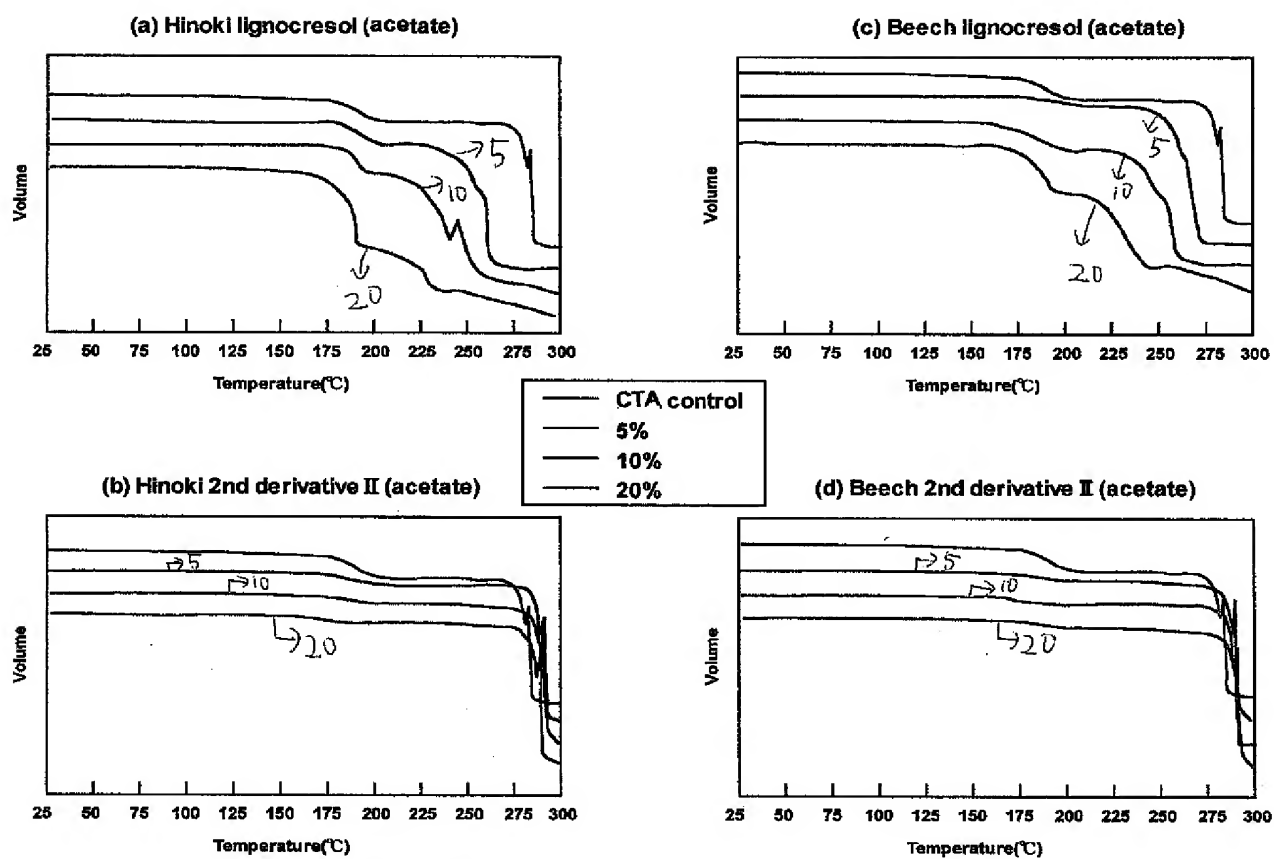 (a) Hinoki lignocresol (acetate)
Volume
5
10
20
25 50 75 100 125 150 175 200 225 250 275 300
Temperature(℃)
(c) Beech lignocresol (acetate)
Volume
5
10
20
25 50 75 100 125 150 175 200 225 250 275 300
Temperature(℃)
CTA control
5%
10%
20%
(b) Hinoki 2nd derivative Ⅱ (acetate)
Volume
5
10
20
25 50 75 100 125 150 175 200 225 250 275 300
Temperature(℃)
(d) Beech 2nd derivative Ⅱ (acetate)
Volume
5
10
20
25 50 75 100 125 150 175 200 225 250 275 300
Temperature(℃)